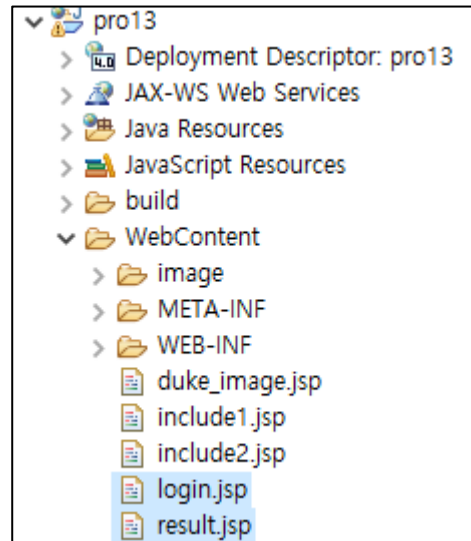 pro13
Deployment Descriptor: pro13
JAX-WS Web Services
Java Resources
JavaScript Resources
build
WebContent
image
META-INF
WEB-INF
duke_image.jsp
include1.jsp
include2.jsp
login.jsp
result.jsp